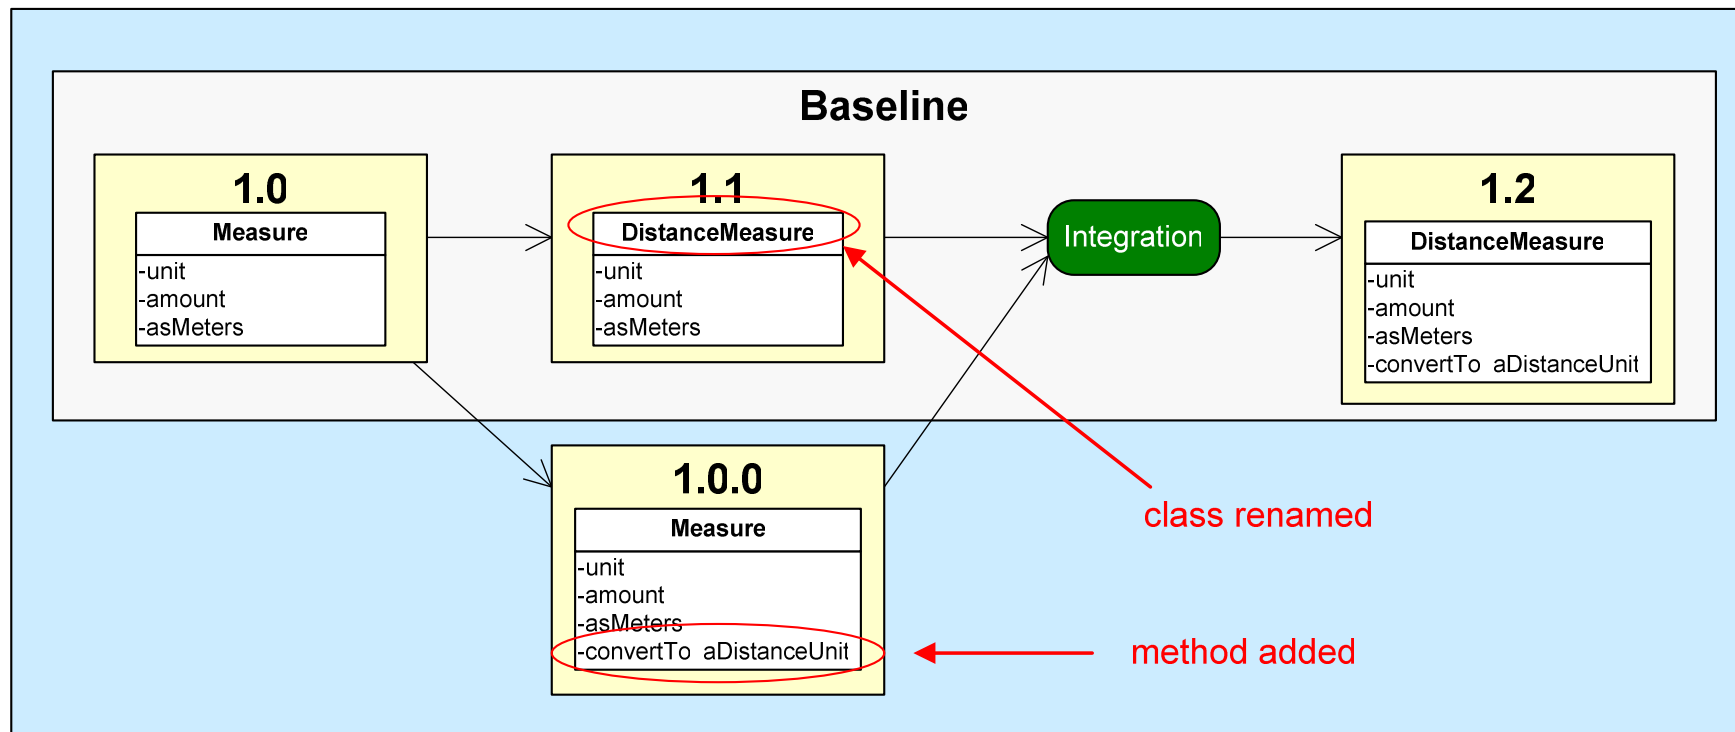 Baseline
1.0
Measure
-unit
-amount
-asMeters
1.1
DistanceMeasure
-unit
-amount
-asMeters
Integration
1.2
DistanceMeasure
-unit
-amount
-asMeters
-convertTo aDistanceUnit
1.0.0
Measure
-unit
-amount
-asMeters
-convertTo aDistanceUnit
class renamed
method added